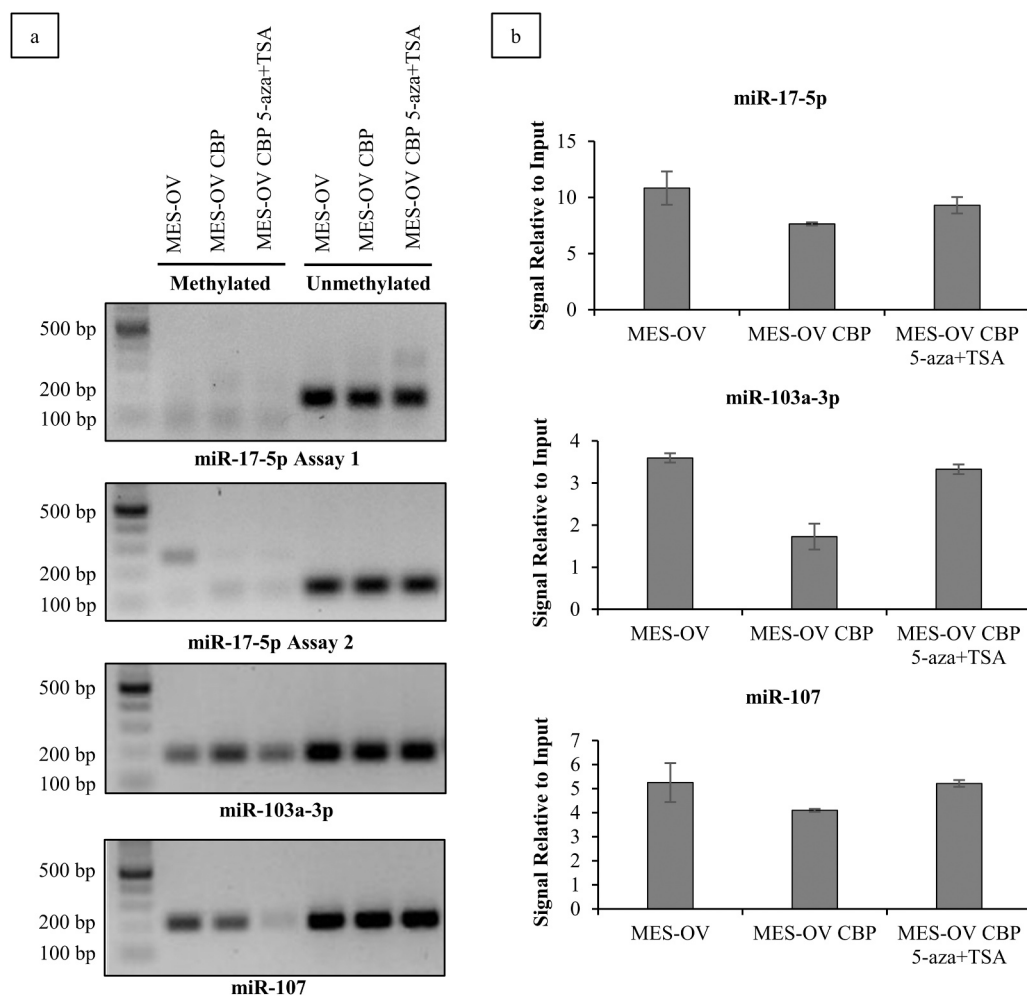 a
MES-OV
MES-OV CBP
MES-OV CBP 5-aza+TSA
MES-OV
MES-OV CBP
MES-OV CBP 5-aza+TSA
Methylated
Unmethylated
500 bp
200 bp
100 bp
miR-17-5p Assay 1
500 bp
200 bp
100 bp
miR-17-5p Assay 2
500 bp
200 bp
100 bp
miR-103a-3p
500 bp
200 bp
100 bp
miR-107
b
miR-17-5p
Signal Relative to Input
15
10
5
0
MES-OV
MES-OV CBP
MES-OV CBP
5-aza+TSA
miR-103a-3p
Signal Relative to Input
4
3
2
1
0
MES-OV
MES-OV CBP
MES-OV CBP
5-aza+TSA
miR-107
Signal Relative to Input
7
6
5
4
3
2
1
0
MES-OV
MES-OV CBP
MES-OV CBP
5-aza+TSA